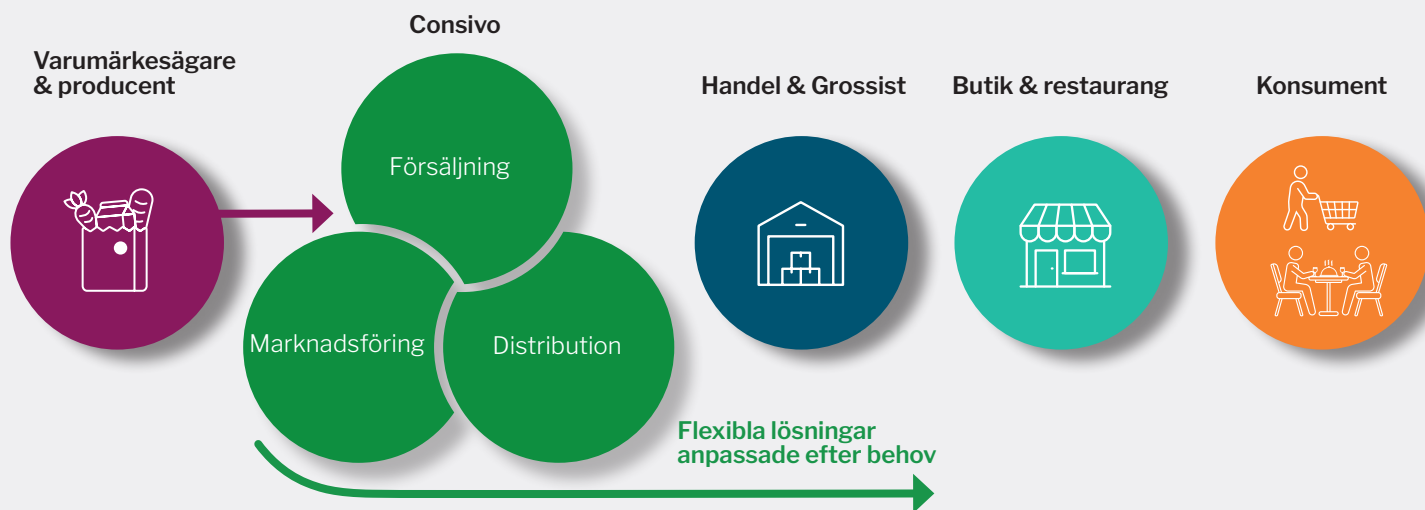 Consivo
Varumärkesägare
& producent
Handel & Grossist
Butik & restaurang
Konsument
Försäljning
Marknadsföring
Distribution
Flexibla lösningar
anpassade efter behov